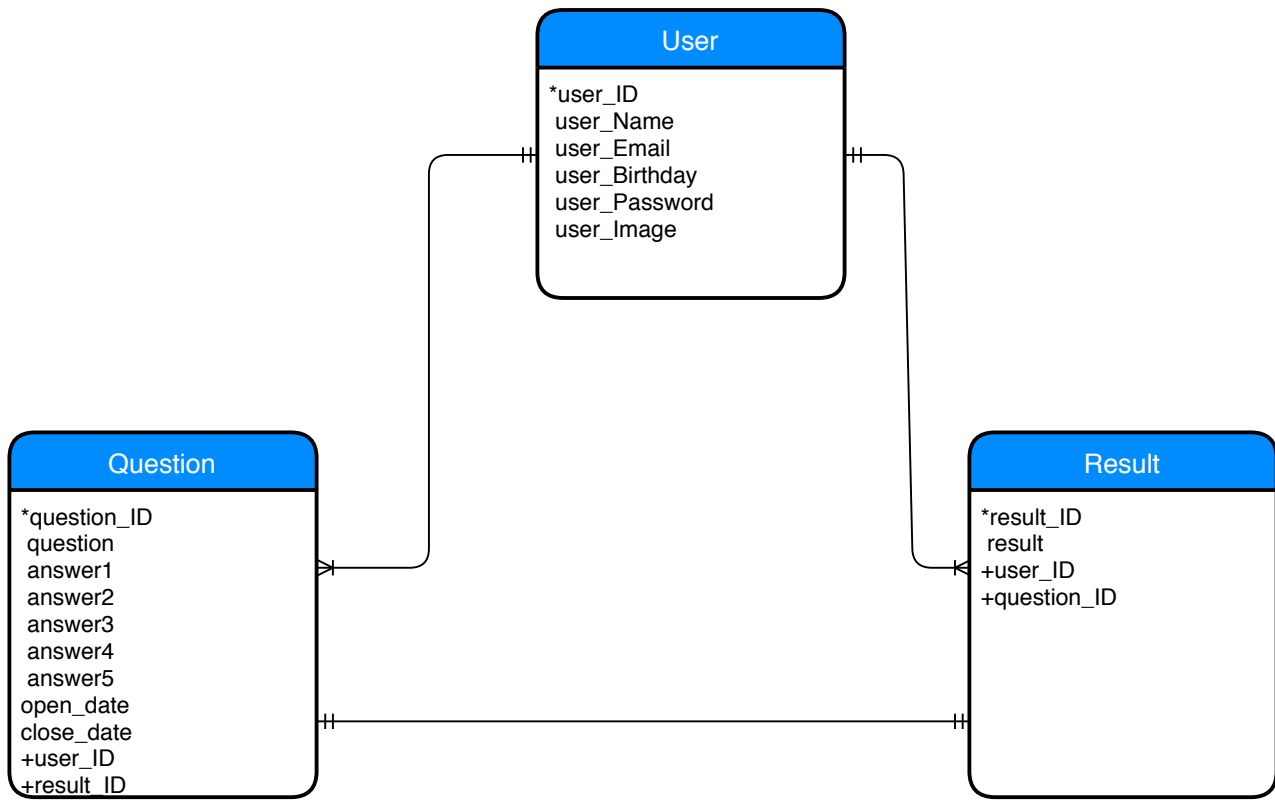 User
*user_ID
user_Name
user_Email
user_Birthday
user_Password
user_Image
Question
*question_ID
question
answer1
answer2
answer3
answer4
answer5
open_date
close_date
+user_ID
+result_ID
Result
*result_ID
result
+user_ID
+question_ID